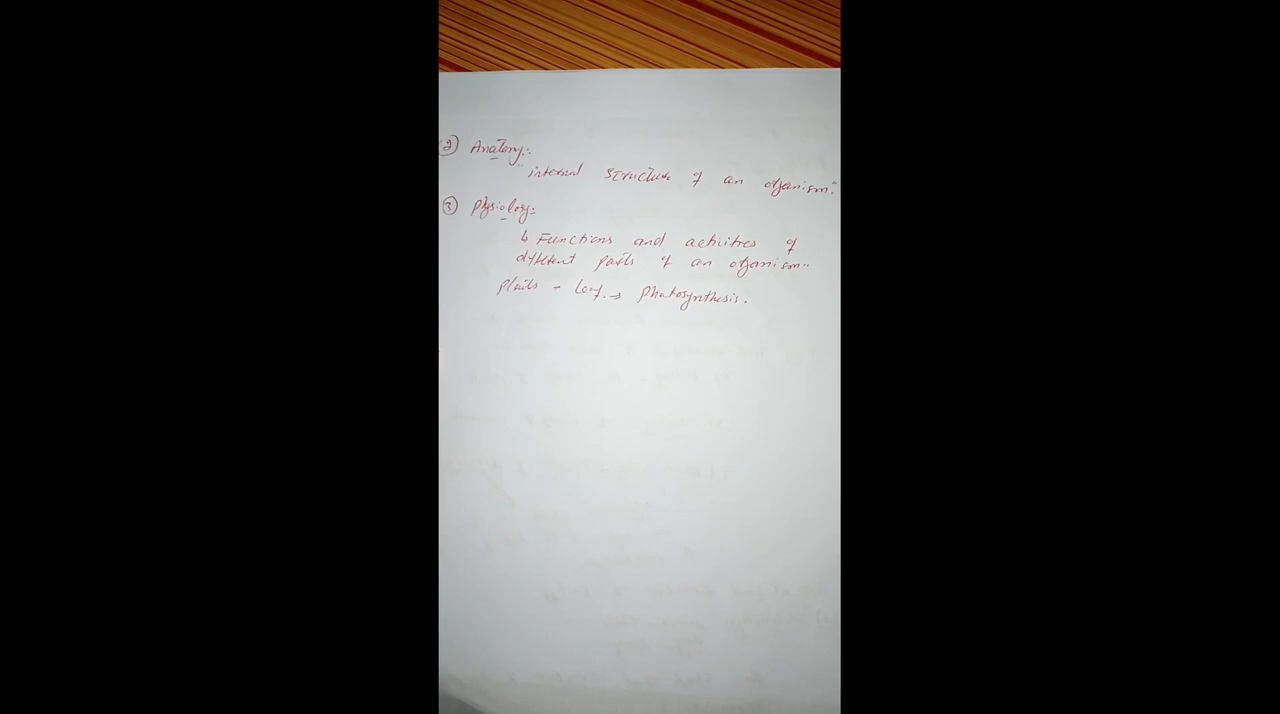 ② Anatomy:-
internal structure of an organism.
③ Physiology:-
↳ Functions and activities of
different parts of an organism.
plants - leaf → photosynthesis.